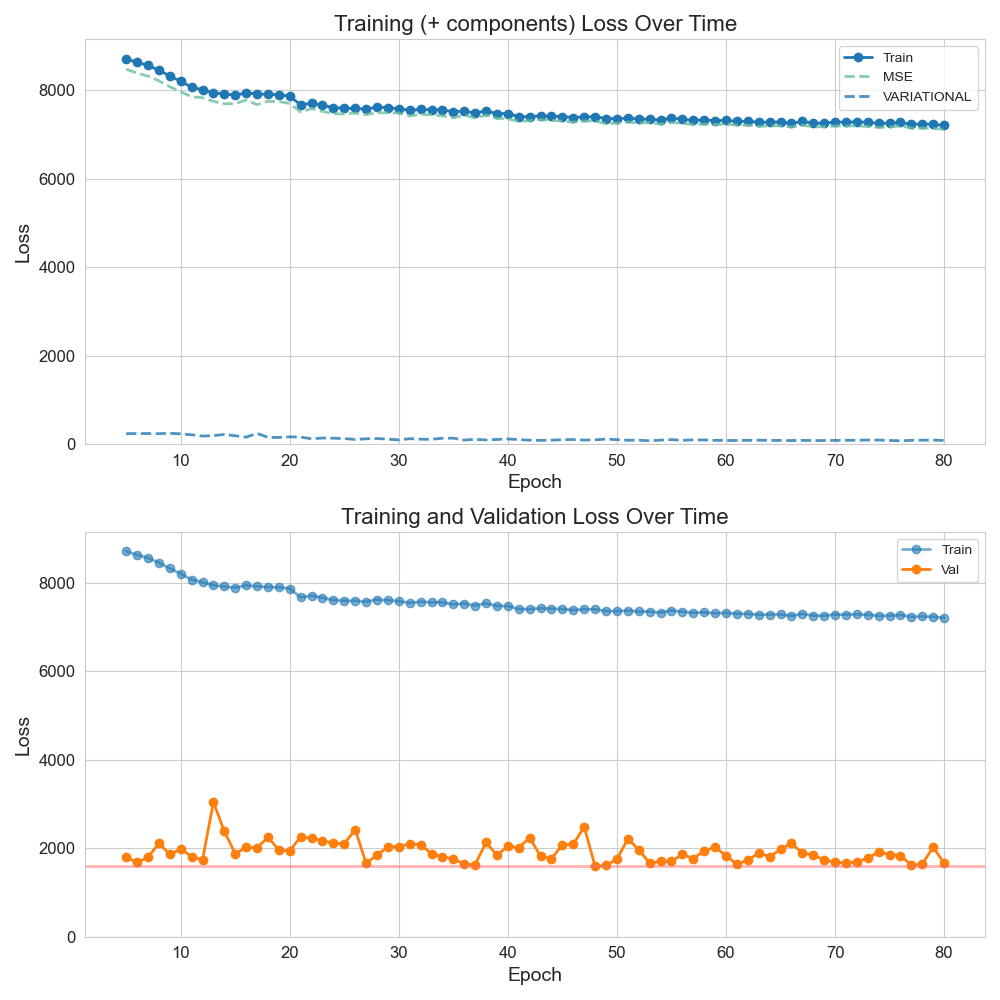 Training (+ components) Loss Over Time
Train
MSE
VARIATIONAL
Loss
8000
6000
4000
2000
0
10 20 30 40 50 60 70 80
Epoch
Training and Validation Loss Over Time
Train
Val
Loss
8000
6000
4000
2000
0
10 20 30 40 50 60 70 80
Epoch